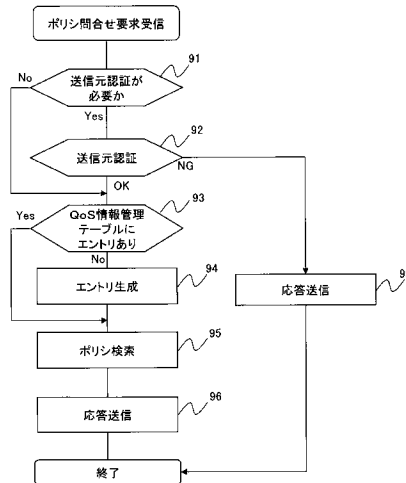 ポリシ問合せ要求受信
91
No
送信元認証が
必要か
Yes
92
送信元認証
NG
OK
93
Yes
QoS情報管理
テーブルに
エントリあり
No
94
エントリ生成
9
応答送信
95
ポリシ検索
96
応答送信
終了